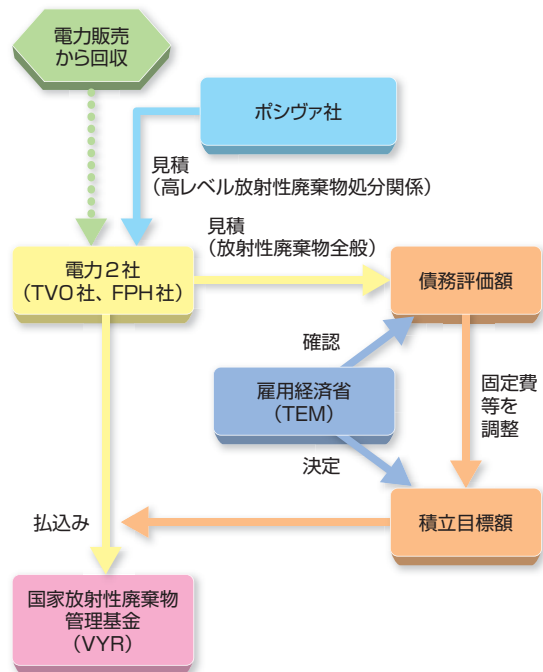 電力販売
から回収
ポシヴァ社
見積
（高レベル放射性廃棄物処分関係）
見積
（放射性廃棄物全般）
電力2社
（TVO社、FPH社）
債務評価額
確認
雇用経済省
（TEM）
固定費
等を
調整
決定
払込み
積立目標額
国家放射性廃棄物
管理基金
（VYR）